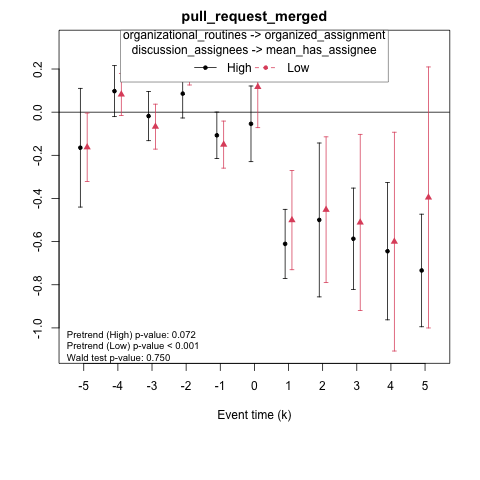 pull_request_merged
organizational_routines -> organized_assignment
discussion_assignees -> mean_has_assignee
High Low
0.2
0.0
-0.2
-0.4
-0.6
-0.8
-1.0
Pretrend (High) p-value: 0.072
Pretrend (Low) p-value < 0.001
Wald test p-value: 0.750
-5 -4 -3 -2 -1 0 1 2 3 4 5
Event time (k)